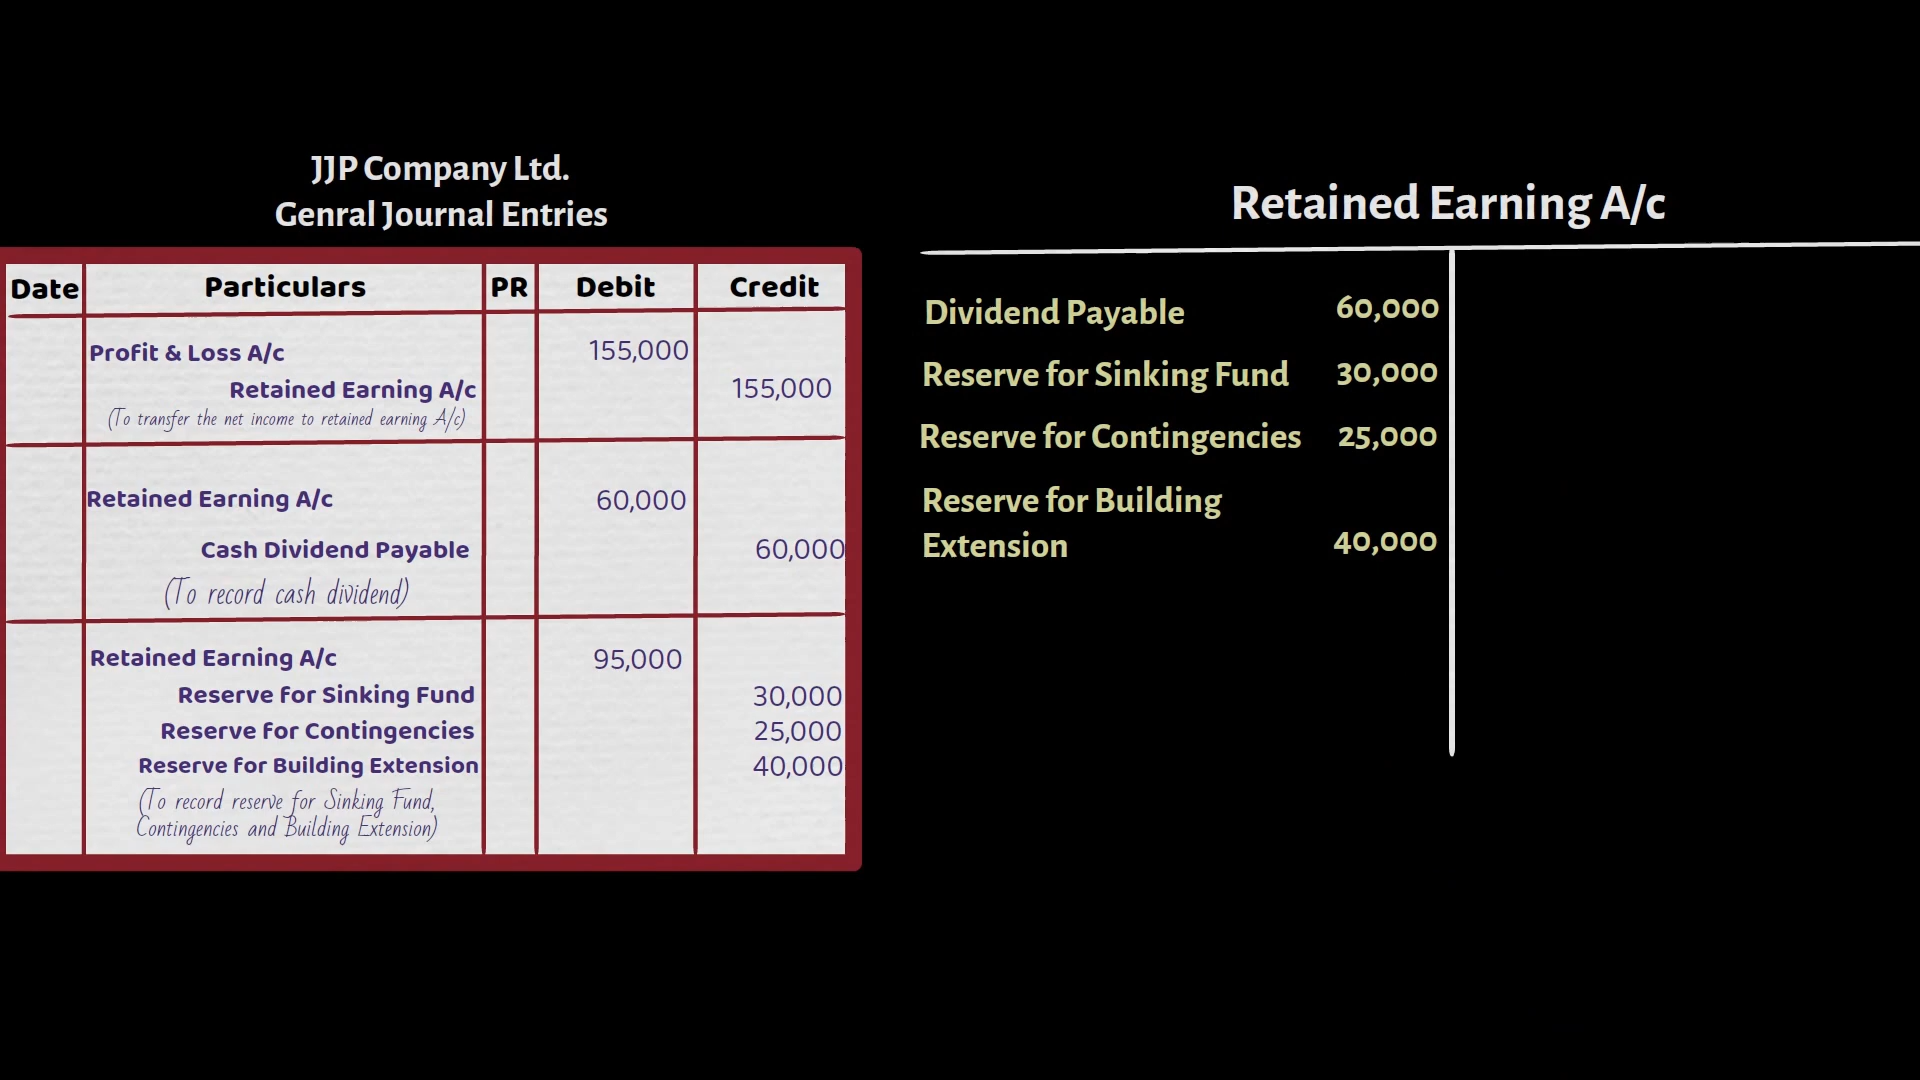 JJP Company Ltd.
Genral Journal Entries
Date Particulars PR Debit Credit
Profit & Loss A/c 155,000
Retained Earning A/c 155,000
(To transfer the net income to retained earning A/c)
Retained Earning A/c 60,000
Cash Dividend Payable 60,000
(To record cash dividend)
Retained Earning A/c 95,000
Reserve for Sinking Fund 30,000
Reserve for Contingencies 25,000
Reserve for Building Extension 40,000
(To record reserve for Sinking Fund,
Contingencies and Building Extension)
Retained Earning A/c
Dividend Payable 60,000
Reserve for Sinking Fund 30,000
Reserve for Contingencies 25,000
Reserve for Building
Extension 40,000